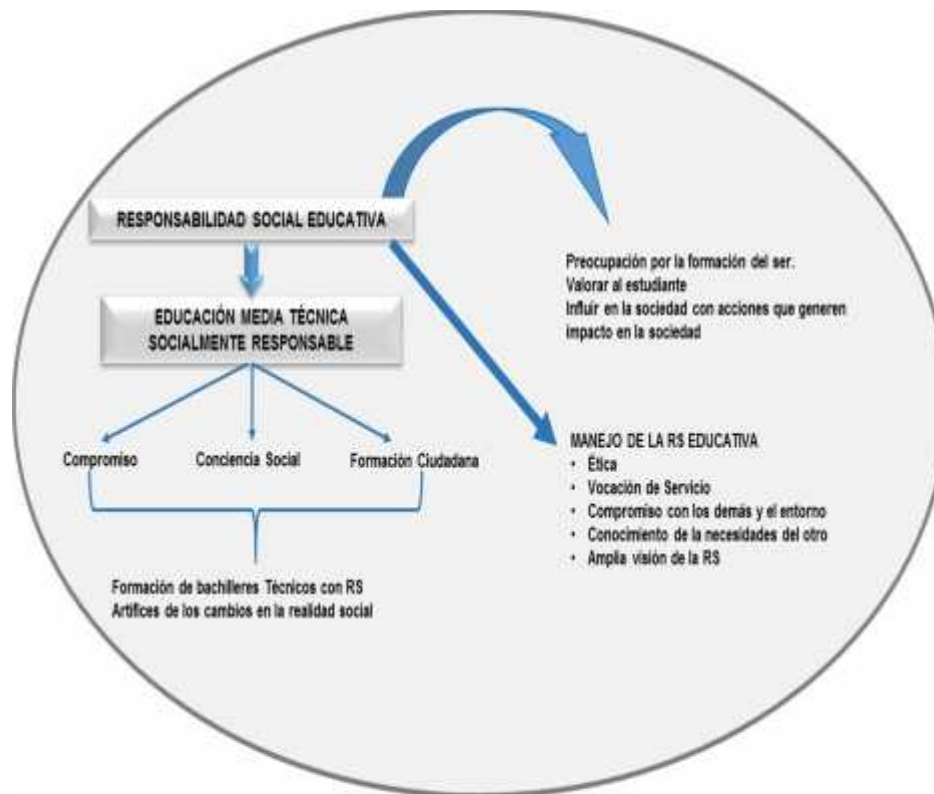 RESPONSABILIDAD SOCIAL EDUCATIVA
EDUCACIÓN MEDIA TÉCNICA
SOCIALMENTE RESPONSABLE
Compromiso
Conciencia Social
Formación Ciudadana
Formación de bachilleres Técnicos con RS
Artífices de los cambios en la realidad social
Preocupación por la formación del ser.
Valorar al estudiante
Influir en la sociedad con acciones que generen
impacto en la sociedad
MANEJO DE LA RS EDUCATIVA
• Ética
• Vocación de Servicio
• Compromiso con los demás y el entorno
• Conocimiento de la necesidades del otro
• Amplia visión de la RS